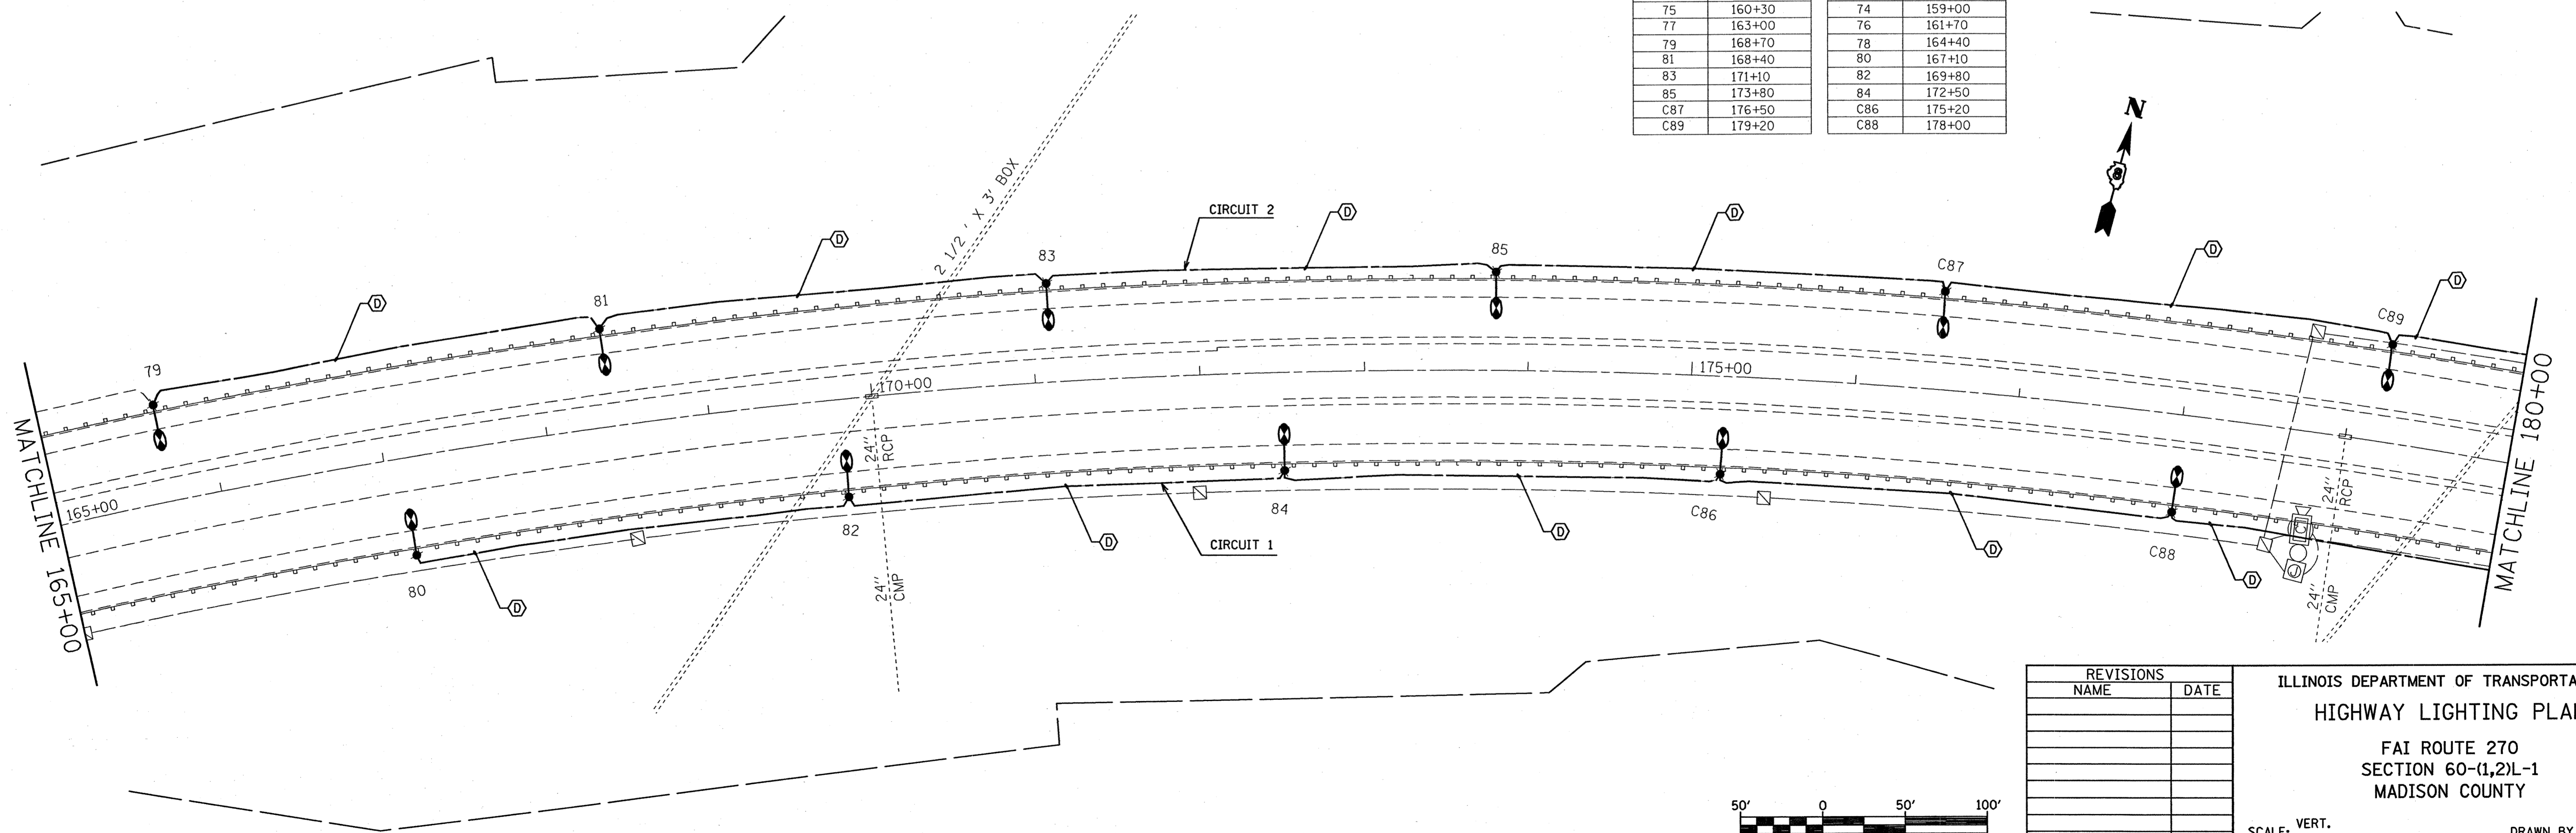 75 160+30 74 159+00
77 163+00 76 161+70
79 168+70 78 164+40
81 168+40 80 167+10
83 171+10 82 169+80
85 173+80 84 172+50
C87 176+50 C86 175+20
C89 179+20 C88 178+00
N
2 1/2 ' X 3' BOX
CIRCUIT 2
D
D
D
D
D
D
79
81
83
85
C87
C89
MATCHLINE 165+00
165+00
170+00
175+00
MATCHLINE 180+00
24" RCP
24" CMP
24" RCP
24" CMP
80
82
84
C86
C88
D
D
D
D
D
CIRCUIT 1
50' 0 50' 100'
REVISIONS
NAME DATE
ILLINOIS DEPARTMENT OF TRANSPORTA
HIGHWAY LIGHTING PLA
FAI ROUTE 270
SECTION 60-(1,2)L-1
MADISON COUNTY
SCALE: VERT.
DRAWN BY